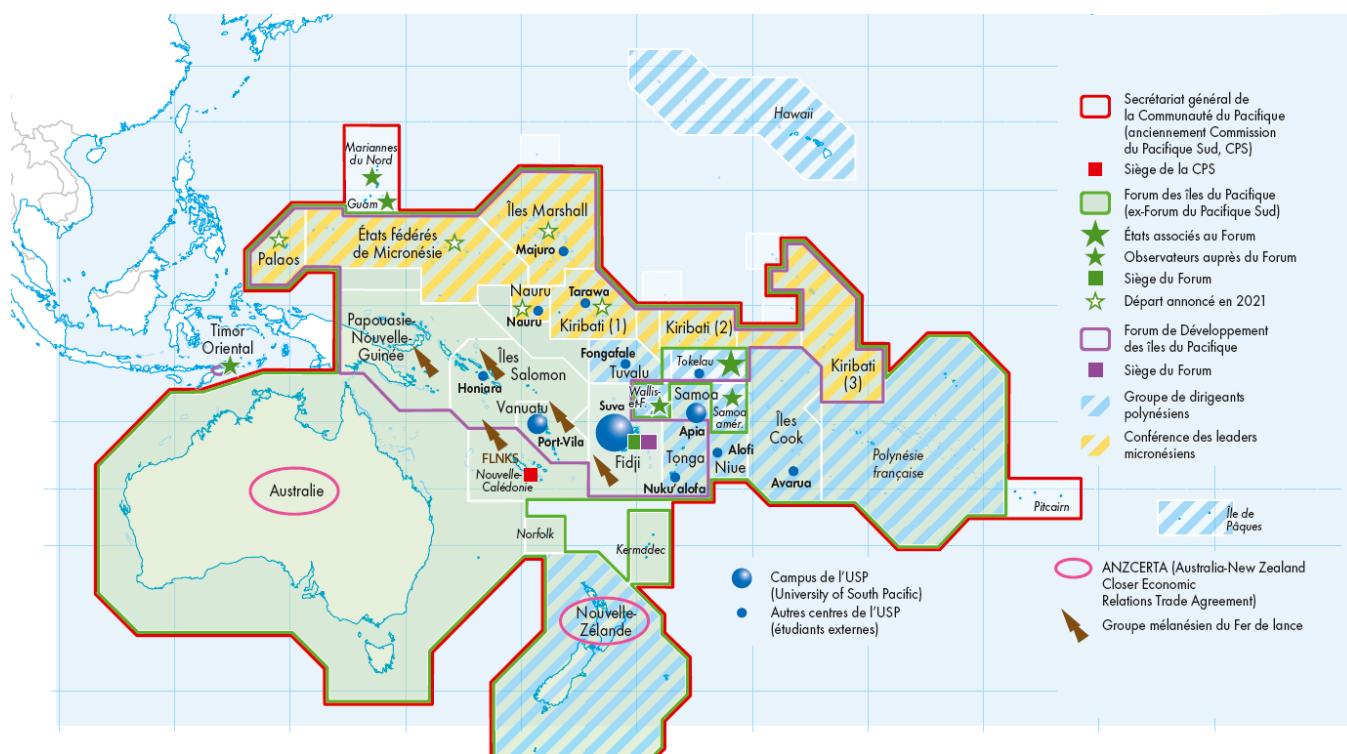 Hawaii
Mariannes
du Nord
Guam
Îles Marshall
Majuro
États fédérés
de Micronésie
Palaos
Nauru
Nauru
Tarawa
Kiribati (1)
Kiribati (2)
Kiribati
(3)
Timor
Oriental
Papouasie-
Nouvelle-
Guinée
Îles
Salomon
Honiara
Fongafale
Tuvalu
Tokelau
Wallis-
et-F.
Samoa
Apia
Samoa
amér.
Vanuatu
Port-Vila
Suva
Fidji
Tonga
Nuku'alofa
Alofi
Niue
Îles
Cook
Avarua
Polynésie
française
FLNKS
Nouvelle-
Calédonie
Australie
Norfolk
Kermadec
Nouvelle-
Zélande
Pitcairn
Île de
Pâques
Secrétariat général de
la Communauté du Pacifique
(anciennement Commission
du Pacifique Sud, CPS)
Siège de la CPS
Forum des îles du Pacifique
(ex-Forum du Pacifique Sud)
États associés au Forum
Observateurs auprès du Forum
Siège du Forum
Départ annoncé en 2021
Forum de Développement
des îles du Pacifique
Siège du Forum
Groupe de dirigeants
polynésiens
Conférence des leaders
micronésiens
ANZCERTA (Australia-New Zealand
Closer Economic
Relations Trade Agreement)
Groupe mélanésien du Fer de lance
Campus de l'USP
(University of South Pacific)
Autres centres de l'USP
(étudiants externes)